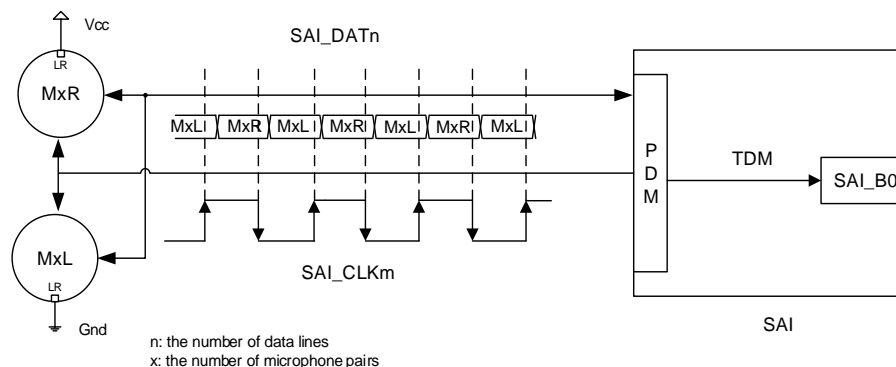 Vcc
SAI_DATn
LR
MxR
MxL MxR MxL MxR MxL MxR MxL
P
D
M
TDM
SAI_B0
MxL
LR
SAI_CLKm
Gnd
SAI
n: the number of data lines
x: the number of microphone pairs